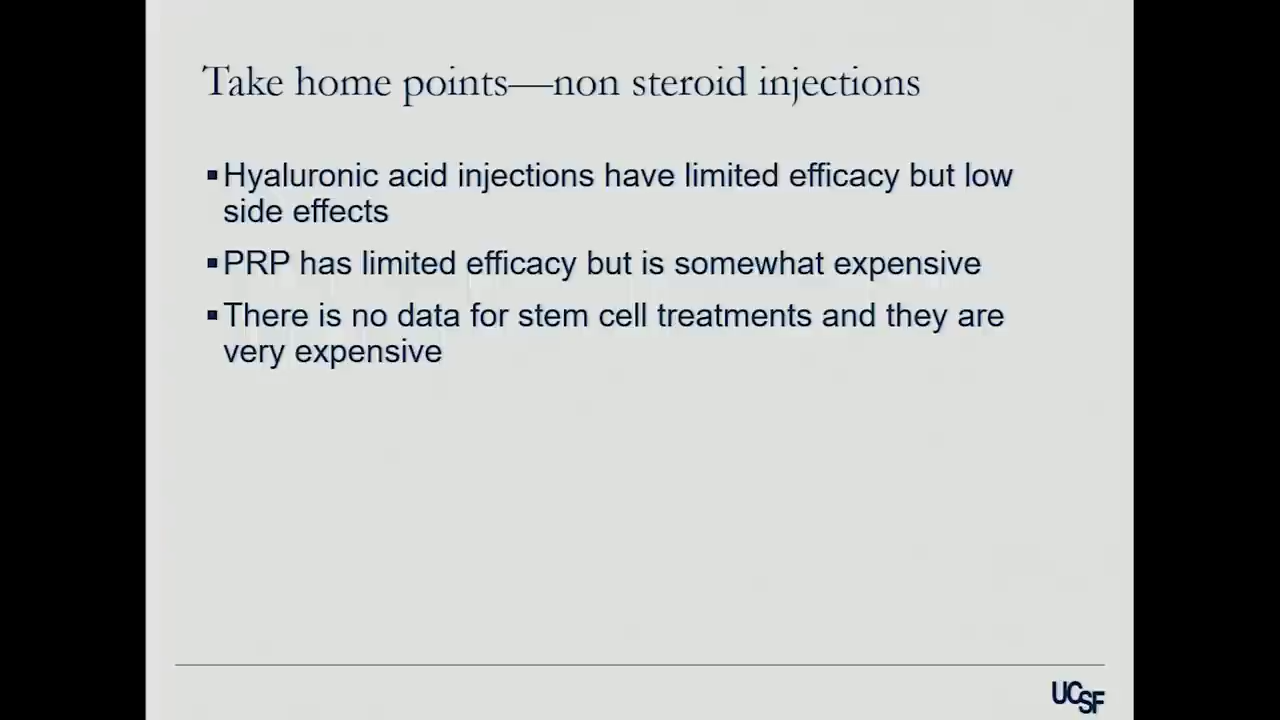 Take home points—non steroid injections
▪Hyaluronic acid injections have limited efficacy but low
side effects
▪PRP has limited efficacy but is somewhat expensive
▪There is no data for stem cell treatments and they are
very expensive
UCSF